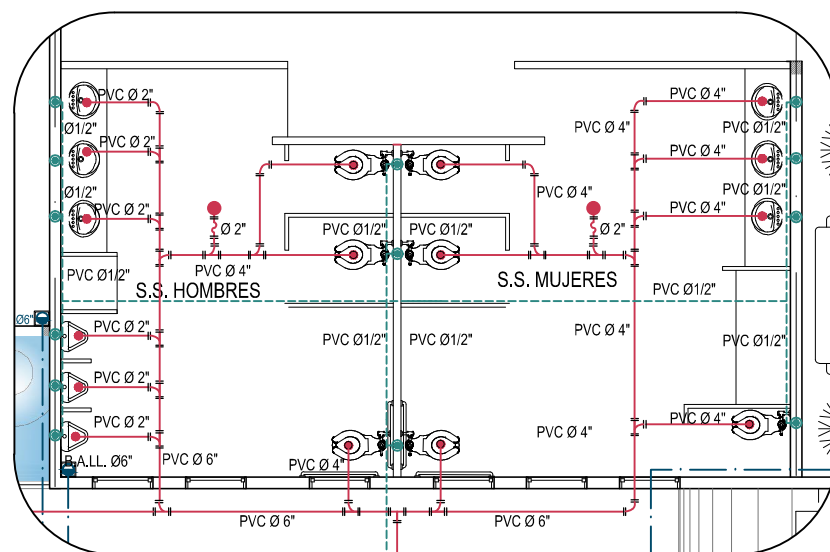 PVC Ø 2"
PVC Ø 4"
Ø1/2"
PVC Ø 2"
PVC Ø 4"
PVC Ø1/2"
PVC Ø 4"
Ø1/2"
PVC Ø 4"
PVC Ø1/2"
PVC Ø 2"
PVC Ø 4"
Ø 2"
PVC Ø1/2"
PVC Ø1/2"
Ø 2"
PVC Ø1/2"
PVC Ø 4"
S.S. HOMBRES
S.S. MUJERES
PVC Ø1/2"
Ø6"
PVC Ø 2"
PVC Ø1/2"
PVC Ø1/2"
PVC Ø 4"
PVC Ø1/2"
PVC Ø 2"
PVC Ø 2"
PVC Ø 4"
PVC Ø 4"
B.A.LL. Ø6"
PVC Ø 6"
PVC Ø 4"
PVC Ø 6"
PVC Ø 6"